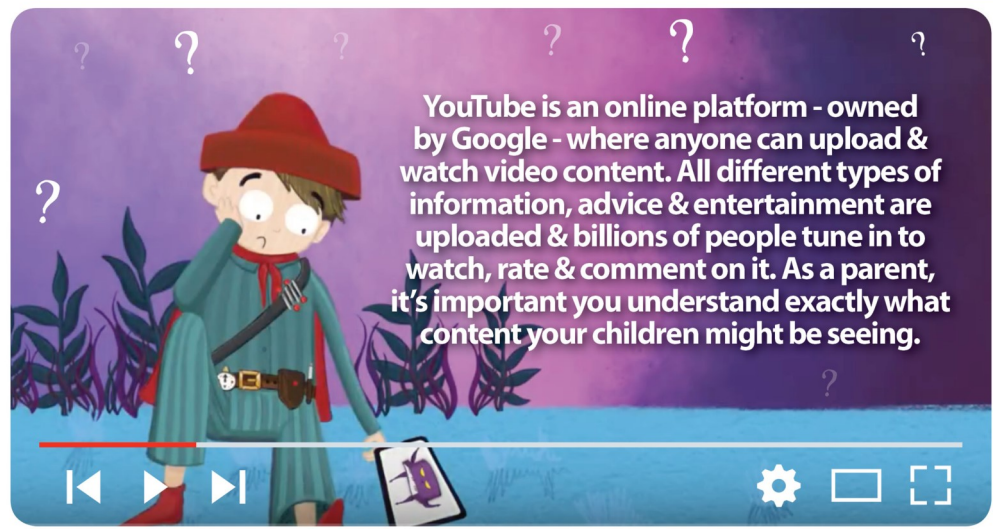 YouTube is an online platform - owned
by Google - where anyone can upload &
watch video content. All different types of
information, advice & entertainment are
uploaded & billions of people tune in to
watch, rate & comment on it. As a parent,
it's important you understand exactly what
content your children might be seeing.